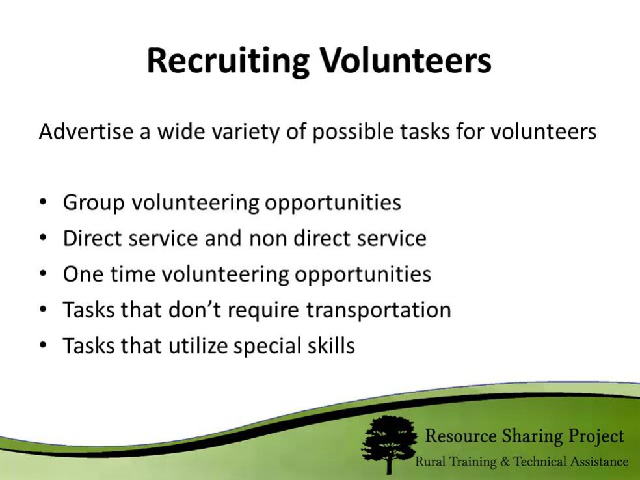 Recruiting Volunteers
Advertise a wide variety of possible tasks for volunteers
• Group volunteering opportunities
• Direct service and non direct service
• One time volunteering opportunities
• Tasks that don’t require transportation
• Tasks that utilize special skills
Resource Sharing Project
Rural Training & Technical Assistance